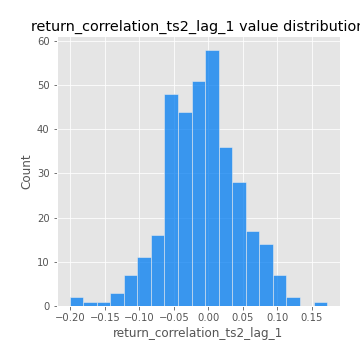 return_correlation_ts2_lag_1 value distribution
60
50
40
30
20
10
0
Count
−0.20 −0.15 −0.10 −0.05 0.00 0.05 0.10 0.15
return_correlation_ts2_lag_1